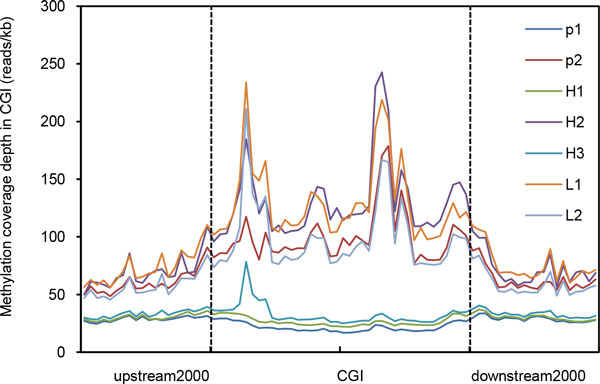 Methylation coverage depth in CGI (reads/kb)
300
250
200
150
100
50
0
p1
p2
H1
H2
H3
L1
L2
upstream2000
CGI
downstream2000